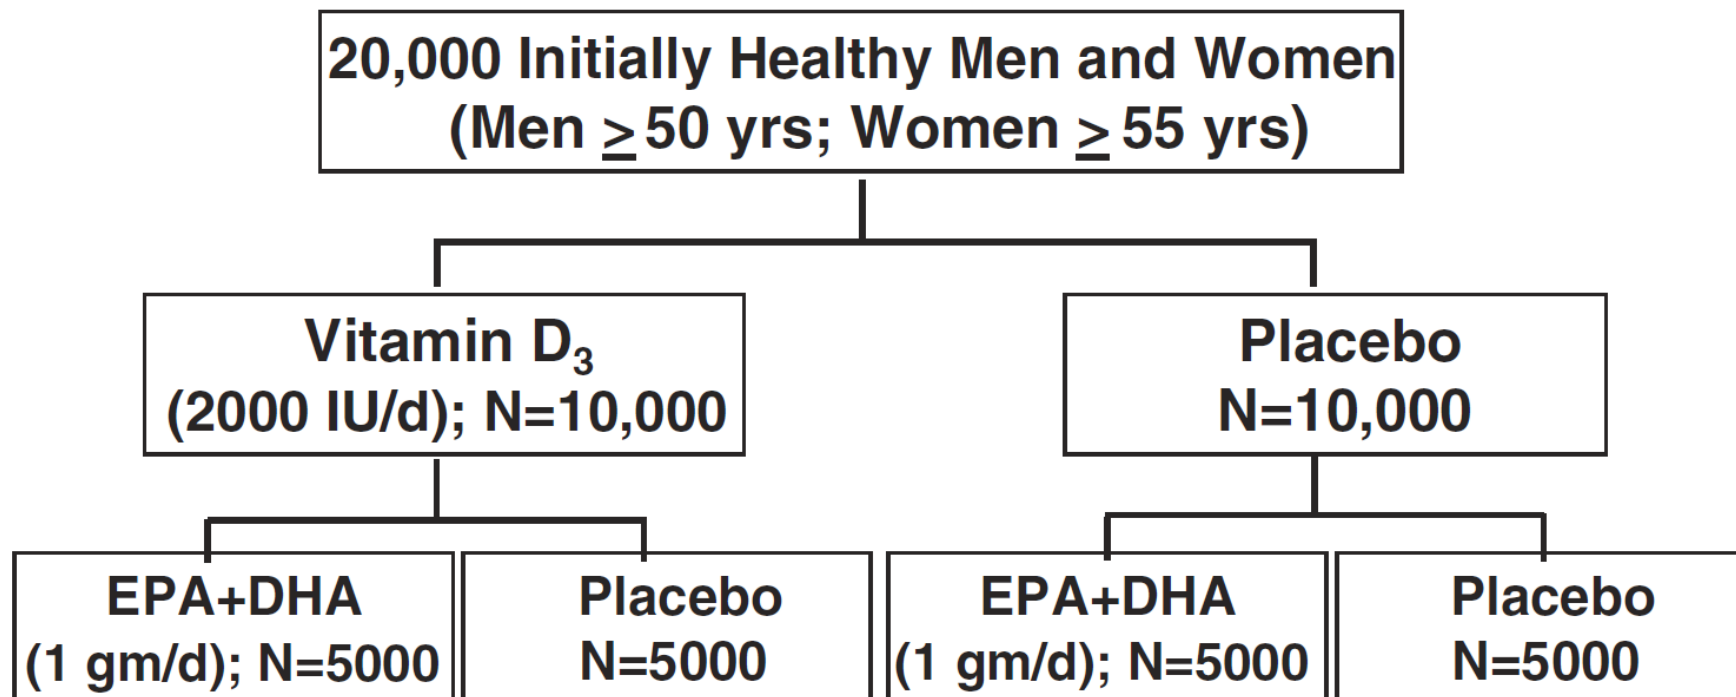 20,000 Initially Healthy Men and Women
(Men ≥ 50 yrs; Women ≥ 55 yrs)
Vitamin D₃
(2000 IU/d); N=10,000
Placebo
N=10,000
EPA+DHA
(1 gm/d); N=5000
Placebo
N=5000
EPA+DHA
(1 gm/d); N=5000
Placebo
N=5000